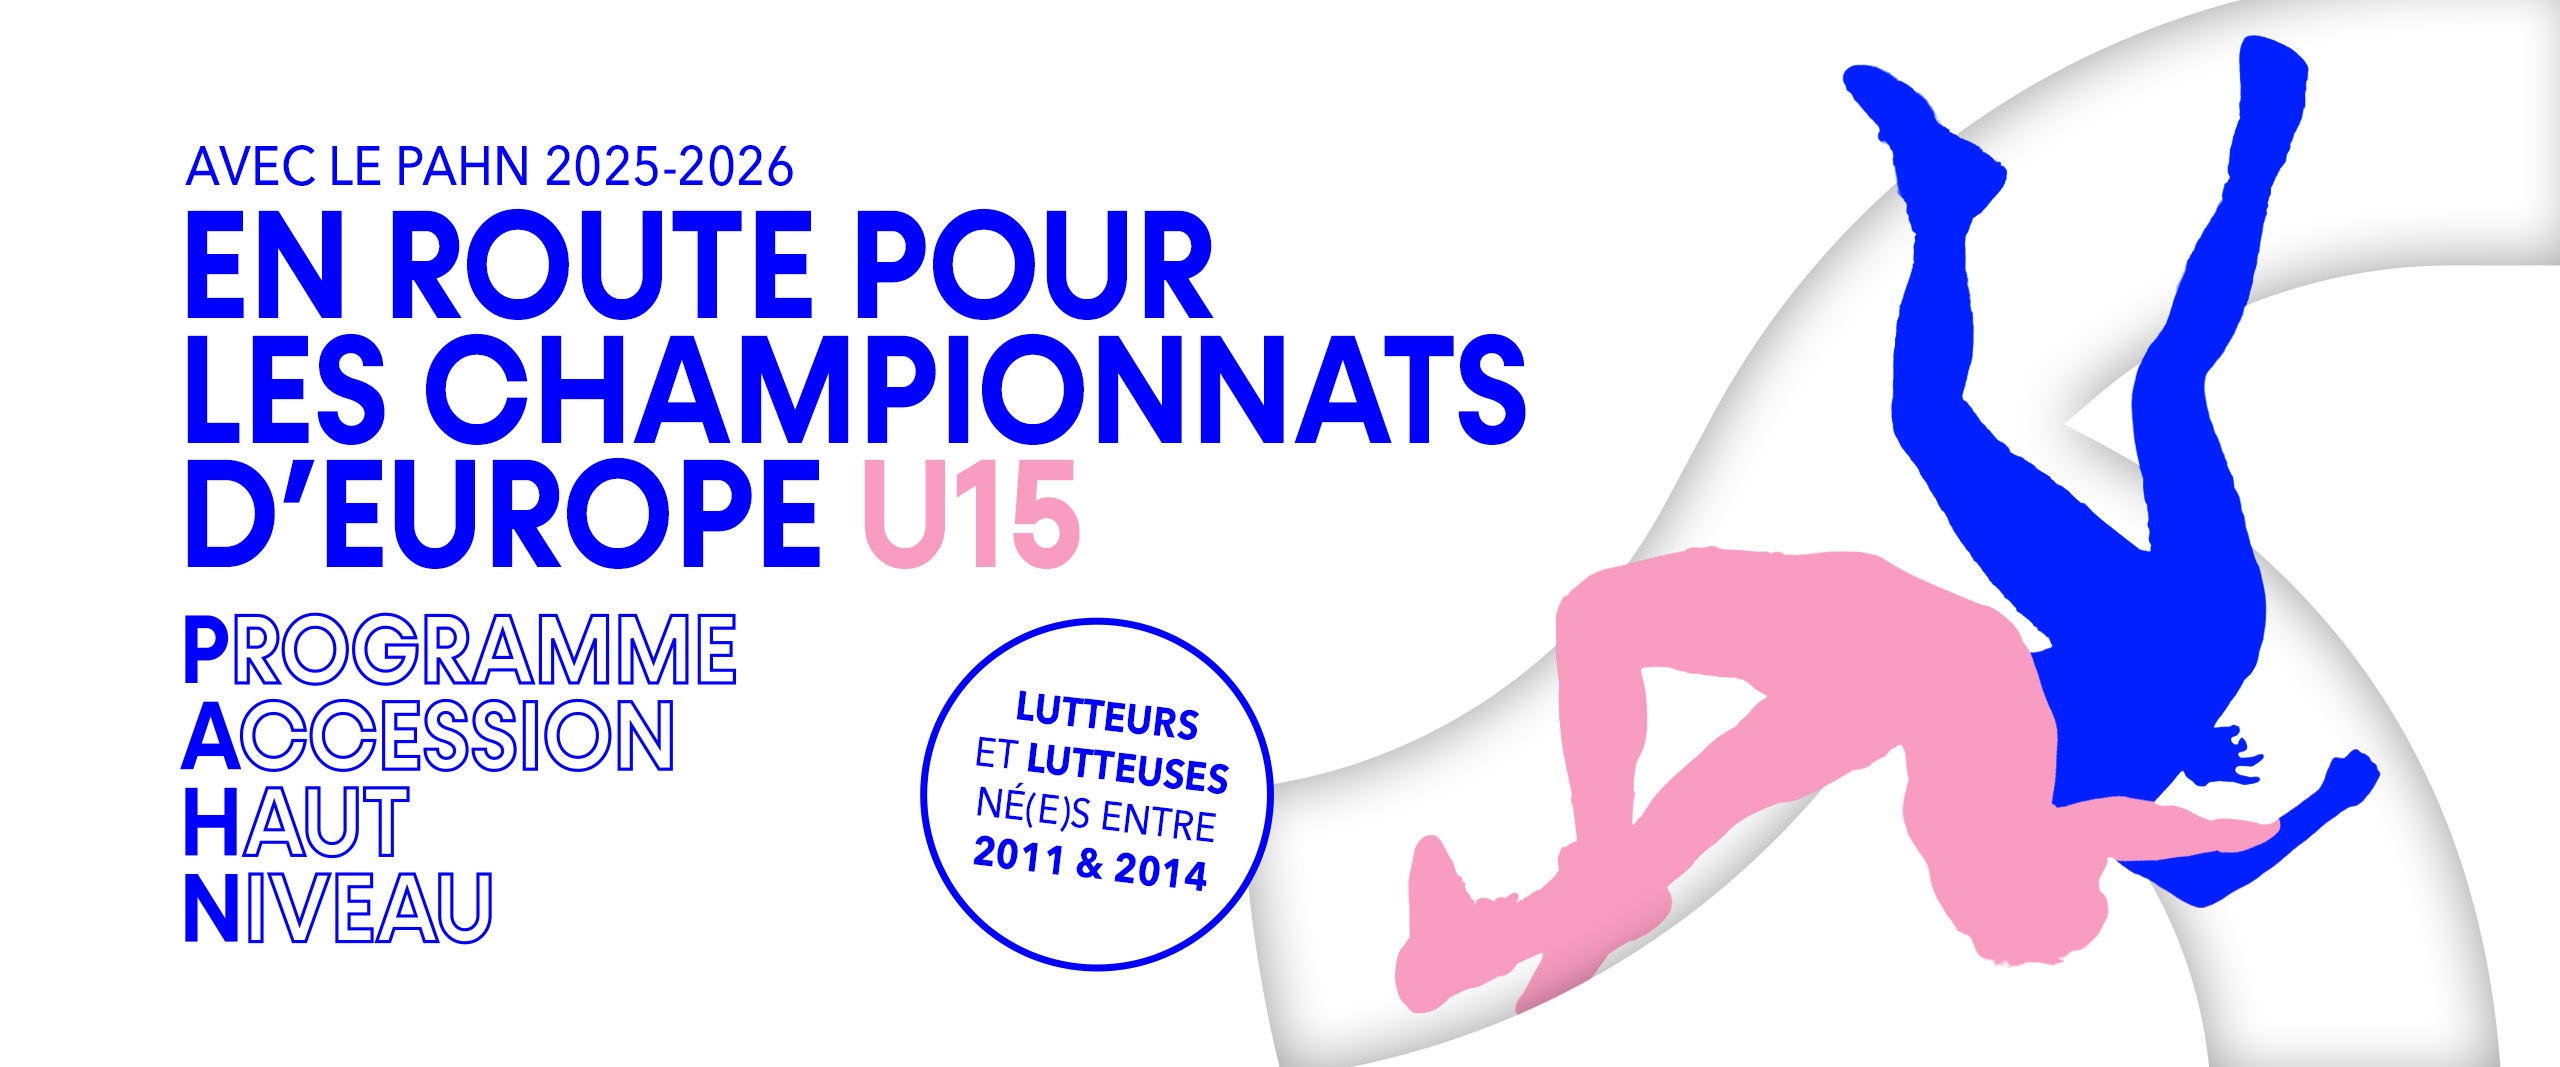 AVEC LE PAHN 2025-2026
EN ROUTE POUR
LES CHAMPIONNATS
D’EUROPE U15
PROGRAMME
ACCESSION
HAUT
NIVEAU
LUTTEURS
ET LUTTEUSES
NÉ(E)S ENTRE
2011 & 2014